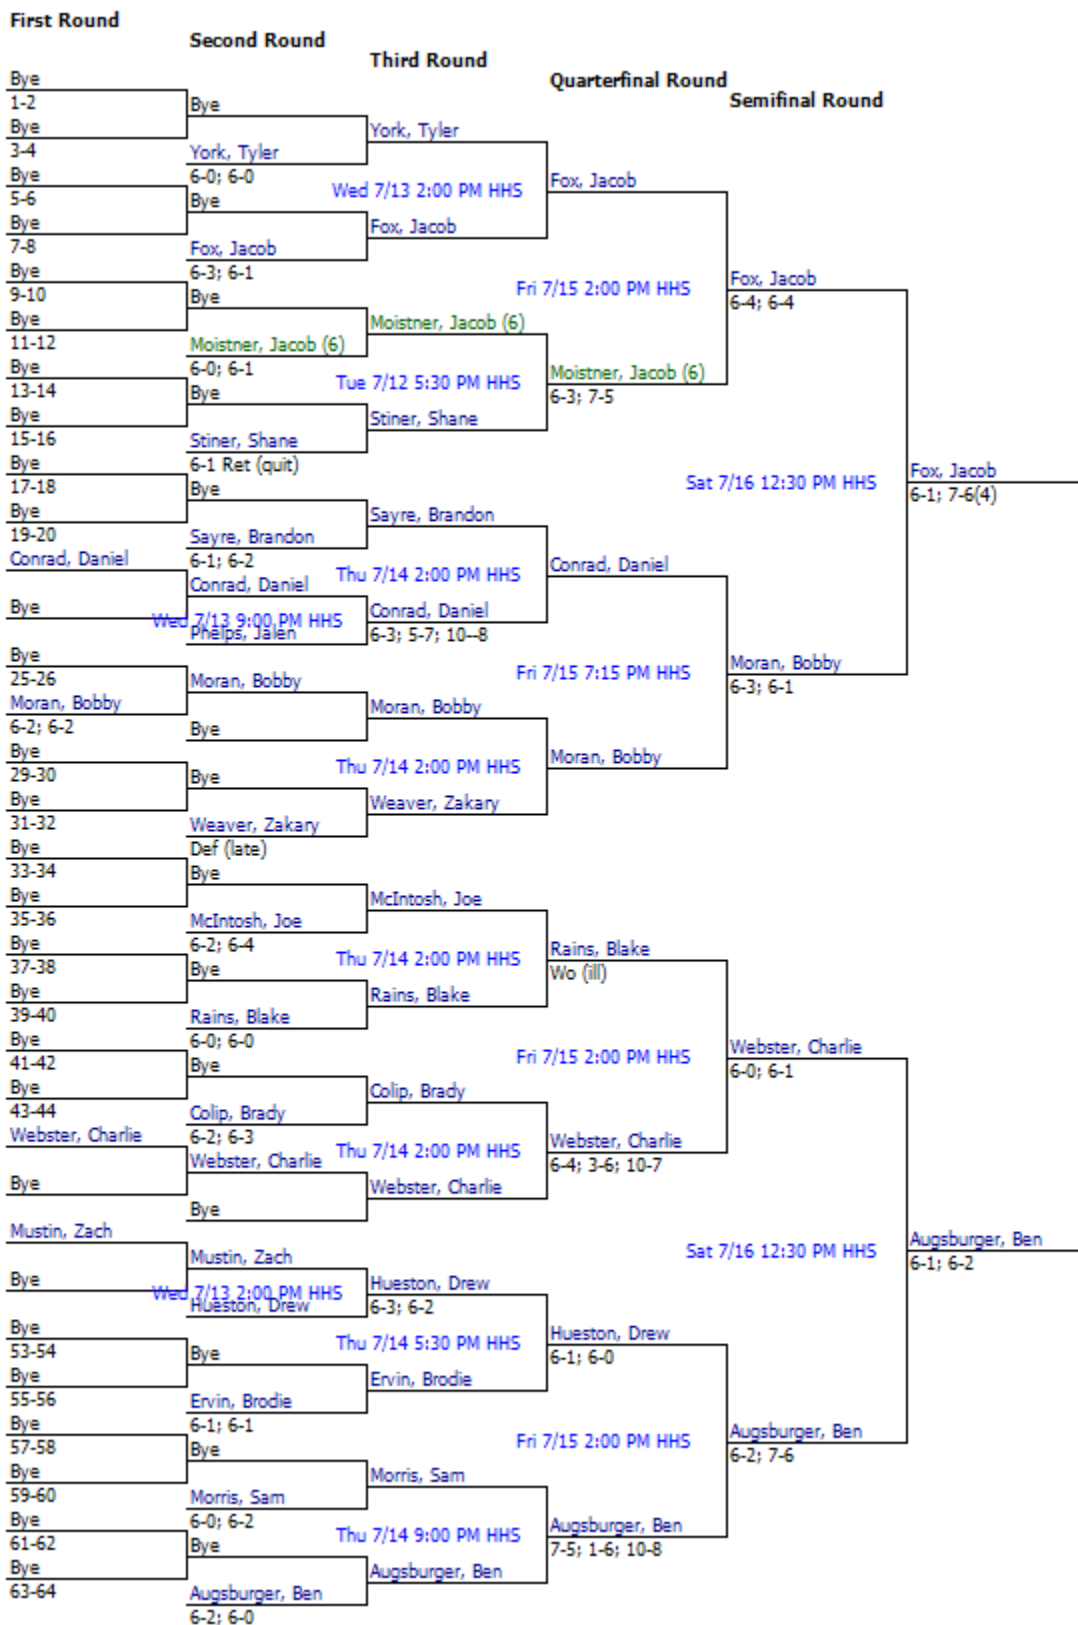 First Round
Second Round
Third Round
Quarterfinal Round
Semifinal Round
Bye
1-2
Bye
Bye
York, Tyler
3-4
York, Tyler
6-0; 6-0
Bye
Wed 7/13 2:00 PM HHS
Fox, Jacob
5-6
Bye
Bye
Fox, Jacob
7-8
Fox, Jacob
6-3; 6-1
Bye
Fri 7/15 2:00 PM HHS
Fox, Jacob
6-4; 6-4
9-10
Bye
Bye
Moistner, Jacob (6)
11-12
Moistner, Jacob (6)
6-0; 6-1
Bye
Tue 7/12 5:30 PM HHS
Moistner, Jacob (6)
6-3; 7-5
13-14
Bye
Bye
Stiner, Shane
15-16
Stiner, Shane
6-1 Ret (quit)
Bye
Sat 7/16 12:30 PM HHS
Fox, Jacob
6-1; 7-6(4)
17-18
Bye
Bye
Sayre, Brandon
19-20
Sayre, Brandon
6-1; 6-2
Conrad, Daniel
Thu 7/14 2:00 PM HHS
Conrad, Daniel
Conrad, Daniel
Bye
Wed 7/13 9:00 PM HHS
Conrad, Daniel
6-3; 5-7; 10--8
Phelps, Jalen
Bye
Fri 7/15 7:15 PM HHS
Moran, Bobby
6-3; 6-1
25-26
Moran, Bobby
Moran, Bobby
6-2; 6-2
Moran, Bobby
Bye
Bye
Thu 7/14 2:00 PM HHS
Moran, Bobby
29-30
Bye
Bye
Weaver, Zakary
31-32
Weaver, Zakary
Def (late)
Bye
33-34
Bye
Bye
McIntosh, Joe
35-36
McIntosh, Joe
6-2; 6-4
Bye
Thu 7/14 2:00 PM HHS
Rains, Blake
Wo (ill)
37-38
Bye
Bye
Rains, Blake
39-40
Rains, Blake
6-0; 6-0
Bye
Fri 7/15 2:00 PM HHS
Webster, Charlie
6-0; 6-1
41-42
Bye
Bye
Colip, Brady
43-44
Colip, Brady
6-2; 6-3
Webster, Charlie
Thu 7/14 2:00 PM HHS
Webster, Charlie
6-4; 3-6; 10-7
Webster, Charlie
Bye
Webster, Charlie
Bye
Mustin, Zach
Sat 7/16 12:30 PM HHS
Augsburger, Ben
6-1; 6-2
Mustin, Zach
Bye
Wed 7/13 2:00 PM HHS
Hueston, Drew
6-3; 6-2
Hueston, Drew
Bye
Thu 7/14 5:30 PM HHS
Hueston, Drew
6-1; 6-0
53-54
Bye
Bye
Ervin, Brodie
55-56
Ervin, Brodie
6-1; 6-1
Bye
Fri 7/15 2:00 PM HHS
Augsburger, Ben
6-2; 7-6
57-58
Bye
Bye
Morris, Sam
59-60
Morris, Sam
6-0; 6-2
Bye
Thu 7/14 9:00 PM HHS
Augsburger, Ben
7-5; 1-6; 10-8
61-62
Bye
Bye
Augsburger, Ben
63-64
Augsburger, Ben
6-2; 6-0